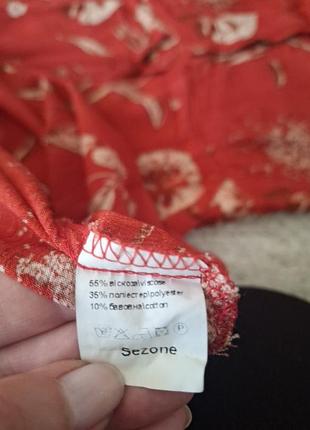 55% віскоза\viscose
35% поліестер\polyester
10% бавовна\cotton
Sezone